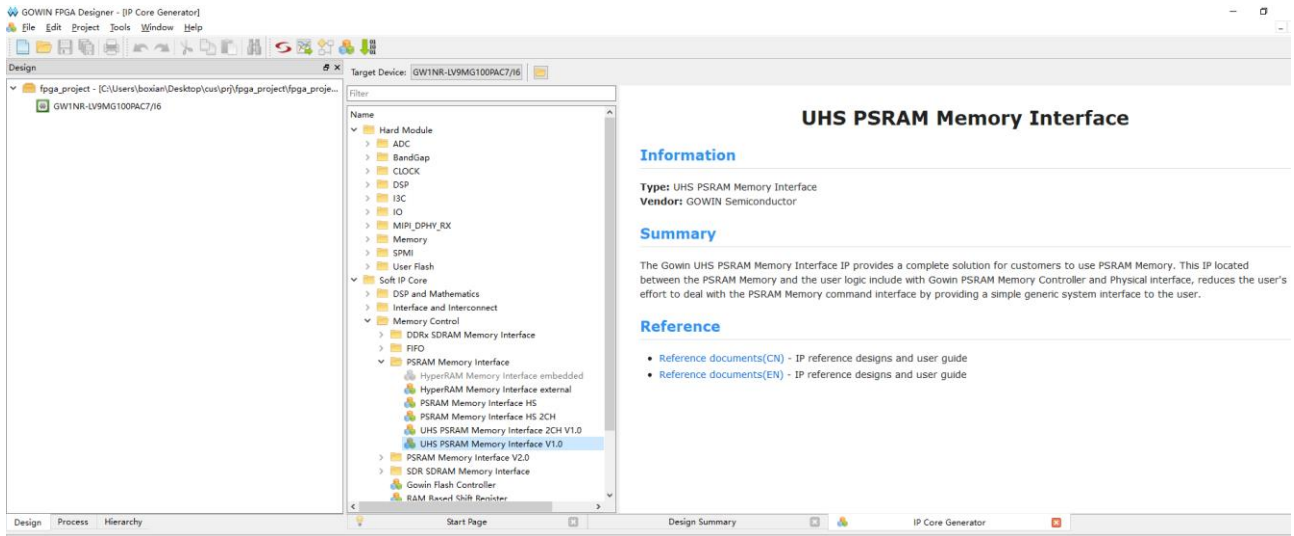 GOWIN FPGA Designer - [IP Core Generator]
File Edit Project Tools Window Help
Design
fpga_project - [C:\Users\boxian\Desktop\cus\prj\fpga_project\fpga_proje...
GW1NR-LV9MG100PAC7/I6
Design Process Hierarchy
Target Device: GW1NR-LV9MG100PAC7/I6
Filter
Name
Hard Module
ADC
BandGap
CLOCK
DSP
I3C
IO
MIPI_DPHY_RX
Memory
SPMI
User Flash
Soft IP Core
DSP and Mathematics
Interface and Interconnect
Memory Control
DDRx SDRAM Memory Interface
FIFO
PSRAM Memory Interface
HyperRAM Memory Interface embedded
HyperRAM Memory Interface external
PSRAM Memory Interface HS
PSRAM Memory Interface HS 2CH
UHS PSRAM Memory Interface 2CH V1.0
UHS PSRAM Memory Interface V1.0
PSRAM Memory Interface V2.0
SDR SDRAM Memory Interface
Gowin Flash Controller
RAM Based Shift Register
UHS PSRAM Memory Interface
Information
Type: UHS PSRAM Memory Interface
Vendor: GOWIN Semiconductor
Summary
The Gowin UHS PSRAM Memory Interface IP provides a complete solution for customers to use PSRAM Memory. This IP located
between the PSRAM Memory and the user logic include with Gowin PSRAM Memory Controller and Physical interface, reduces the user's
effort to deal with the PSRAM Memory command interface by providing a simple generic system interface to the user.
Reference
• Reference documents(CN) - IP reference designs and user guide
• Reference documents(EN) - IP reference designs and user guide
Start Page Design Summary IP Core Generator